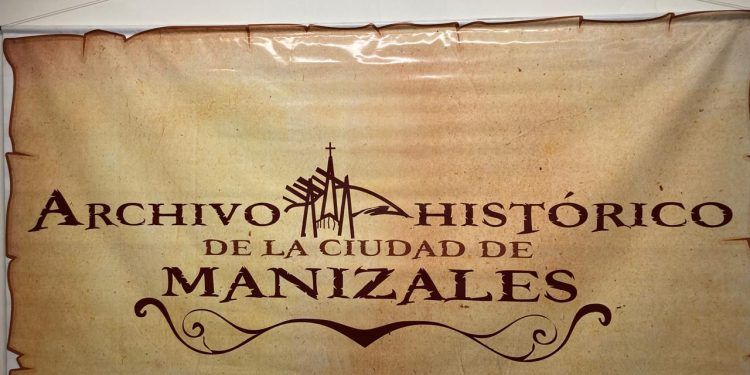 ARCHIVO HISTÓRICO
DE LA CIUDAD DE
MANIZALES